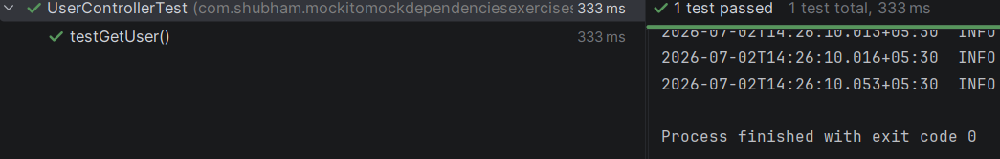 UserControllerTest (com.shubham.mockitomockdependenciesexercises 333 ms
testGetUser() 333 ms
1 test passed 1 test total, 333 ms
2026-07-02T14:26:10.013+05:30 INFO
2026-07-02T14:26:10.016+05:30 INFO
2026-07-02T14:26:10.053+05:30 INFO
Process finished with exit code 0